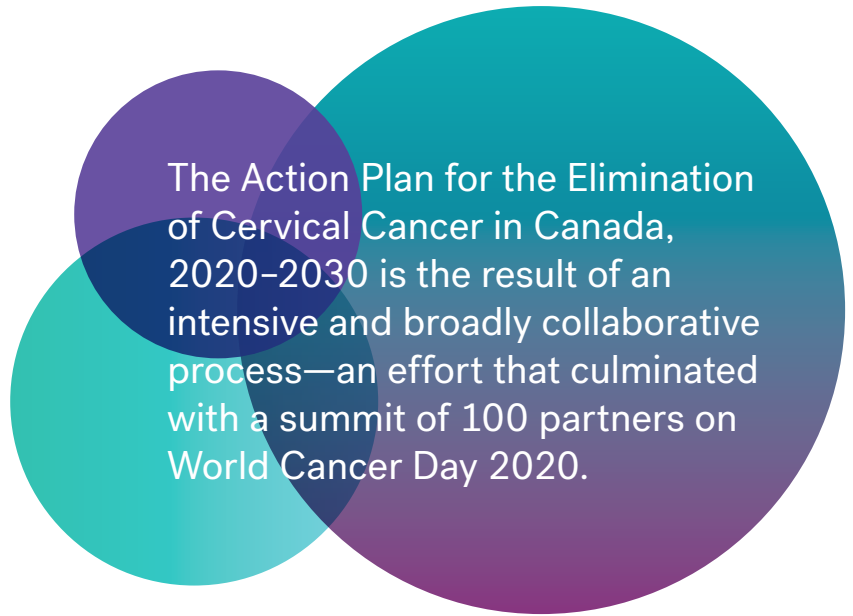 The Action Plan for the Elimination
of Cervical Cancer in Canada,
2020–2030 is the result of an
intensive and broadly collaborative
process—an effort that culminated
with a summit of 100 partners on
World Cancer Day 2020.